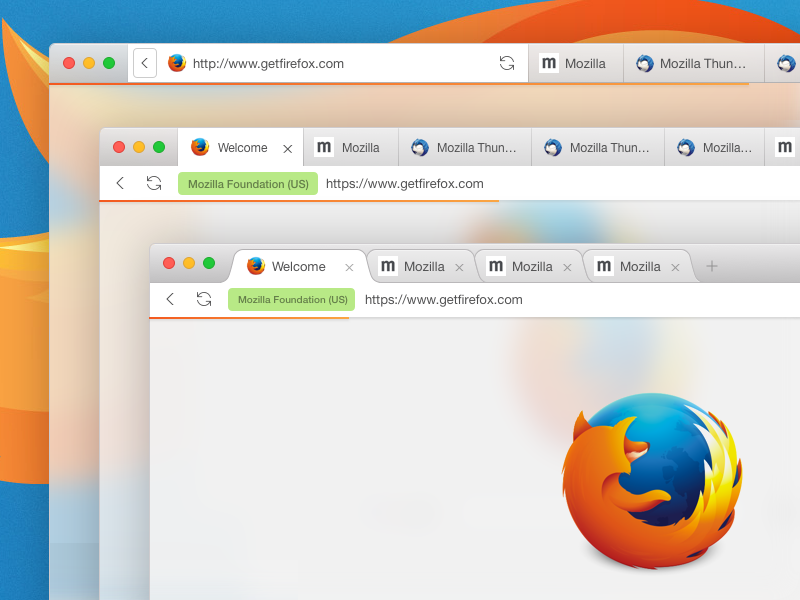 http://www.getfirefox.com m Mozilla Mozilla Thun...
Welcome m Mozilla Mozilla Thun... Mozilla Thun... Mozilla... m
Mozilla Foundation (US) https://www.getfirefox.com
Welcome m Mozilla m Mozilla m Mozilla
Mozilla Foundation (US) https://www.getfirefox.com